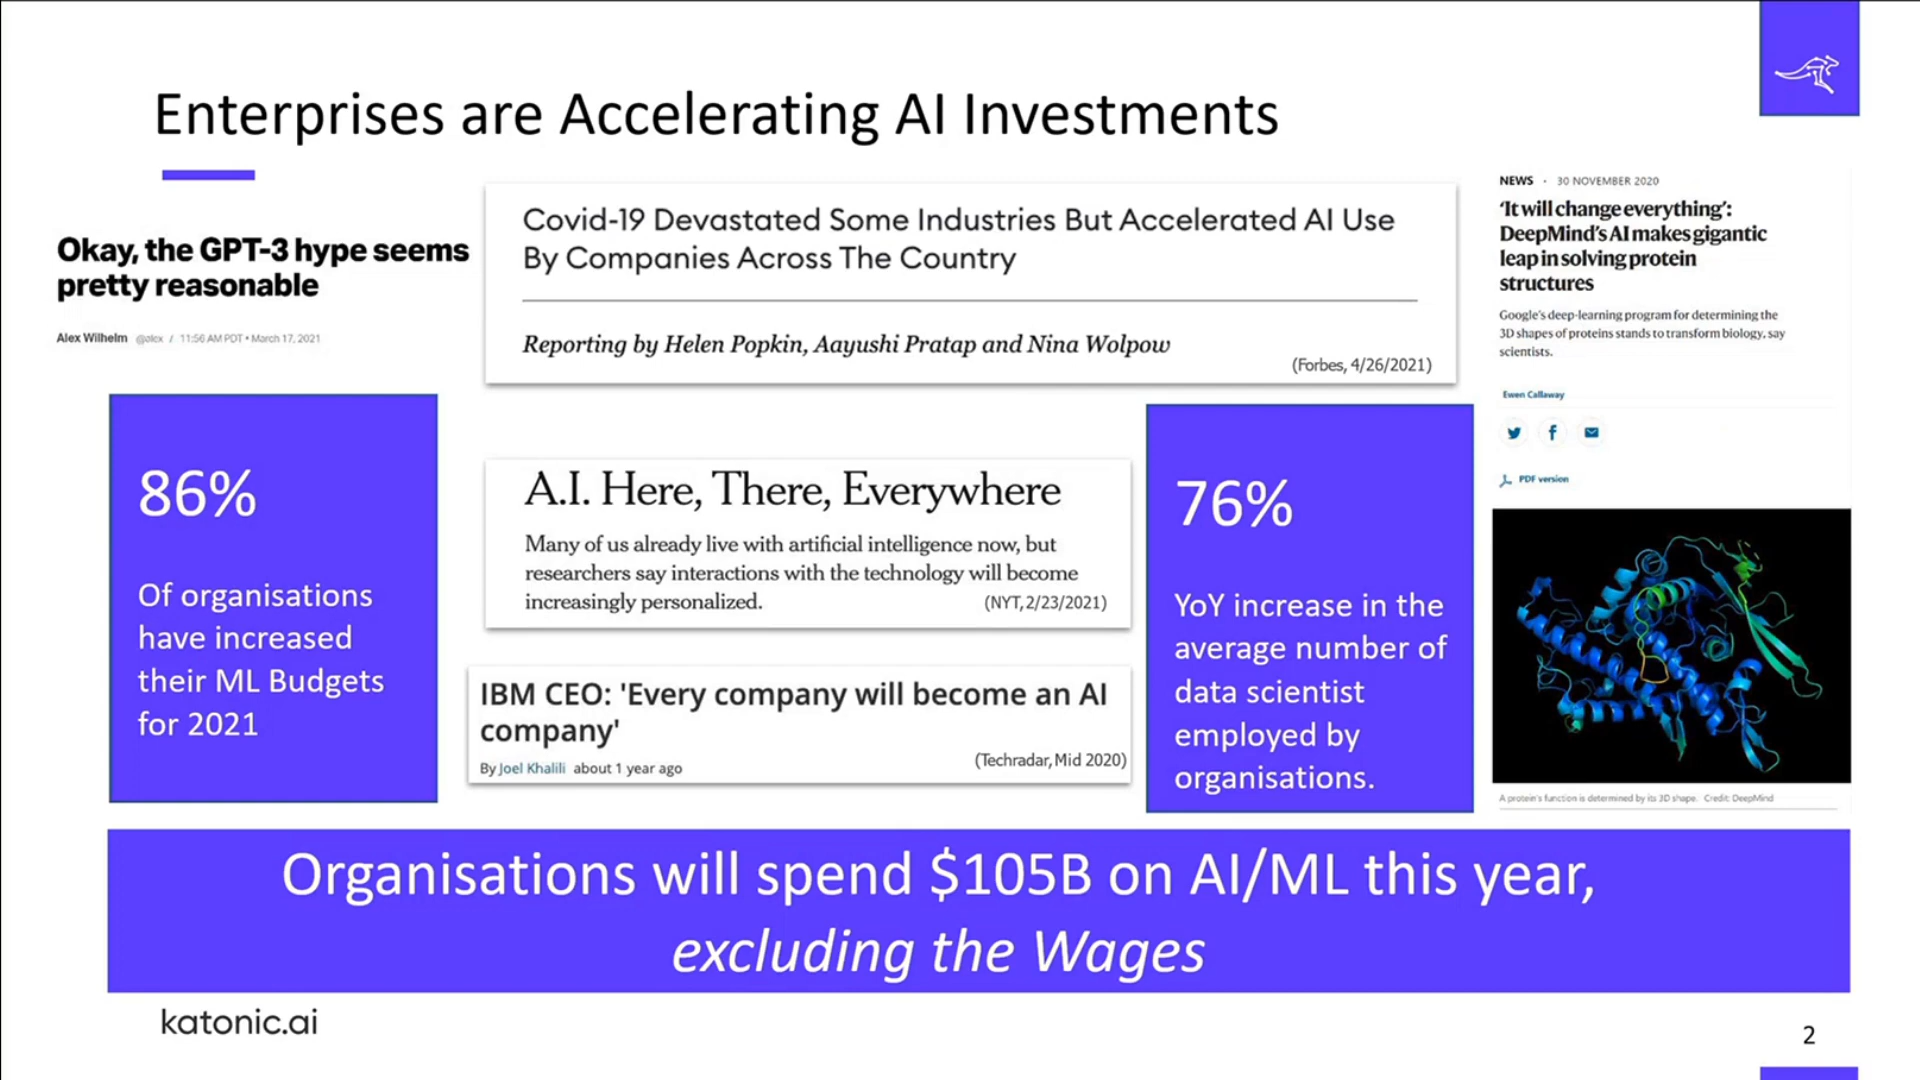 Enterprises are Accelerating AI Investments
Okay, the GPT-3 hype seems
pretty reasonable
Alex Wilhelm @alex / 11:56 AM PDT • March 17, 2021
Covid-19 Devastated Some Industries But Accelerated AI Use
By Companies Across The Country
Reporting by Helen Popkin, Aayushi Pratap and Nina Wolpow
(Forbes, 4/26/2021)
NEWS · 30 NOVEMBER 2020
‘It will change everything’:
DeepMind’s AI makes gigantic
leap in solving protein
structures
Google’s deep-learning program for determining the
3D shapes of proteins stands to transform biology, say
scientists.
Ewen Callaway
PDF version
86%
Of organisations
have increased
their ML Budgets
for 2021
A.I. Here, There, Everywhere
Many of us already live with artificial intelligence now, but
researchers say interactions with the technology will become
increasingly personalized.
(NYT,2/23/2021)
IBM CEO: 'Every company will become an AI
company'
By Joel Khalili about 1 year ago
(Techradar, Mid 2020)
76%
YoY increase in the
average number of
data scientist
employed by
organisations.
A protein’s function is determined by its 3D shape. Credit: DeepMind
Organisations will spend $105B on AI/ML this year,
excluding the Wages
katonic.ai
2